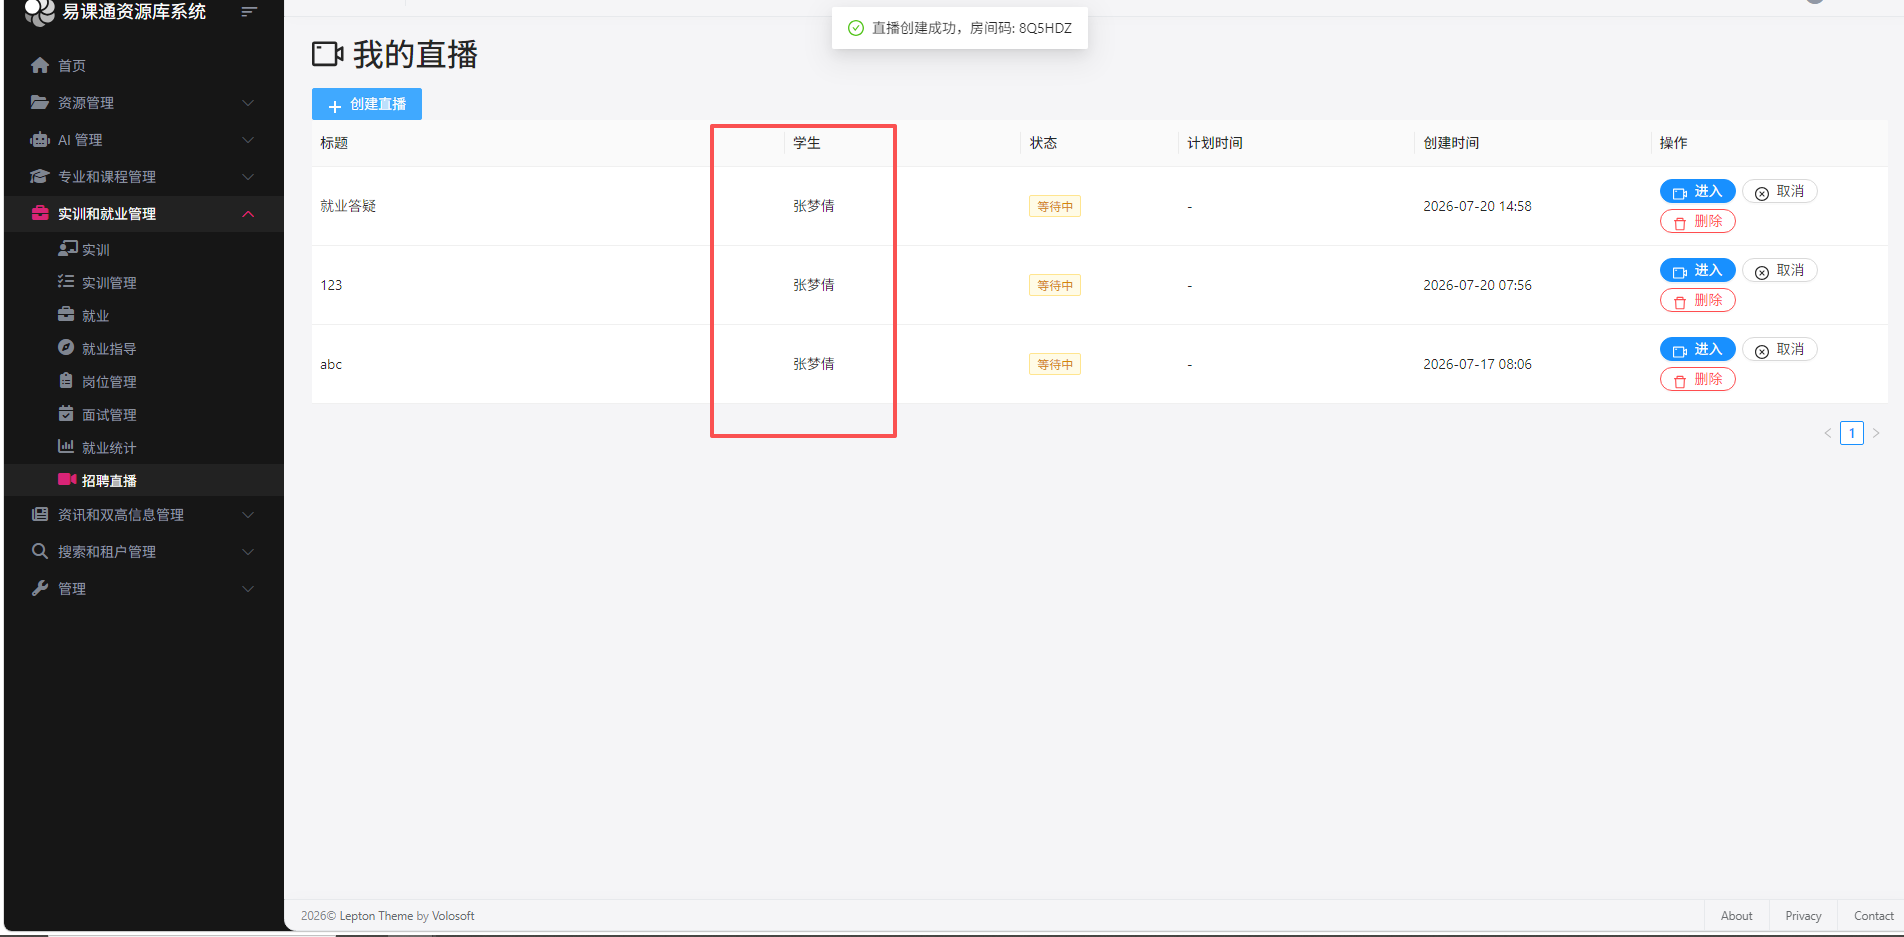 易课通资源库系统
直播创建成功，房间码: 8Q5HDZ
首页
资源管理
AI 管理
专业和课程管理
实训和就业管理
实训
实训管理
就业
就业指导
岗位管理
面试管理
就业统计
招聘直播
资讯和双高信息管理
搜索和租户管理
管理
我的直播
创建直播
标题 学生 状态 计划时间 创建时间 操作
就业答疑 张梦倩 等待中 - 2026-07-20 14:58 进入 取消
删除
123 张梦倩 等待中 - 2026-07-20 07:56 进入 取消
删除
abc 张梦倩 等待中 - 2026-07-17 08:06 进入 取消
删除
< 1 >
2026© Lepton Theme by Volosoft About Privacy Contact